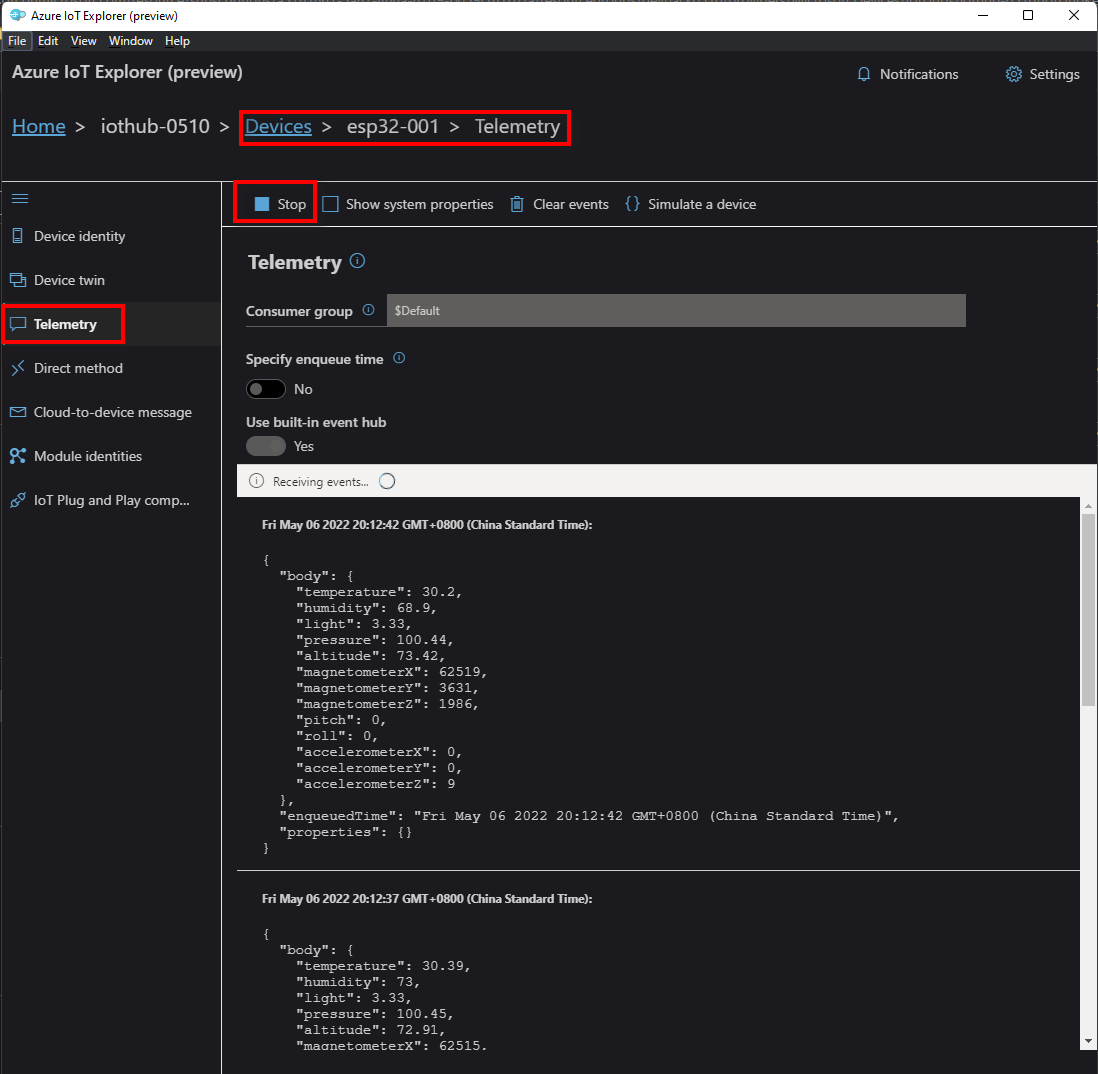 Azure IoT Explorer (preview)
File Edit View Window Help
Azure IoT Explorer (preview)
Notifications
Settings
Home > iothub-0510 > Devices > esp32-001 > Telemetry
Device identity
Device twin
Telemetry
Direct method
Cloud-to-device message
Module identities
IoT Plug and Play comp...
Stop
Show system properties
Clear events
{} Simulate a device
Telemetry
Consumer group
$Default
Specify enqueue time
No
Use built-in event hub
Yes
Receiving events...
Fri May 06 2022 20:12:42 GMT+0800 (China Standard Time):
{
"body": {
"temperature": 30.2,
"humidity": 68.9,
"light": 3.33,
"pressure": 100.44,
"altitude": 73.42,
"magnetometerX": 62519,
"magnetometerY": 3631,
"magnetometerZ": 1986,
"pitch": 0,
"roll": 0,
"accelerometerX": 0,
"accelerometerY": 0,
"accelerometerZ": 9
},
"enqueuedTime": "Fri May 06 2022 20:12:42 GMT+0800 (China Standard Time)",
"properties": {}
}
Fri May 06 2022 20:12:37 GMT+0800 (China Standard Time):
{
"body": {
"temperature": 30.39,
"humidity": 73,
"light": 3.33,
"pressure": 100.45,
"altitude": 72.91,
"magnetometerX": 62515,